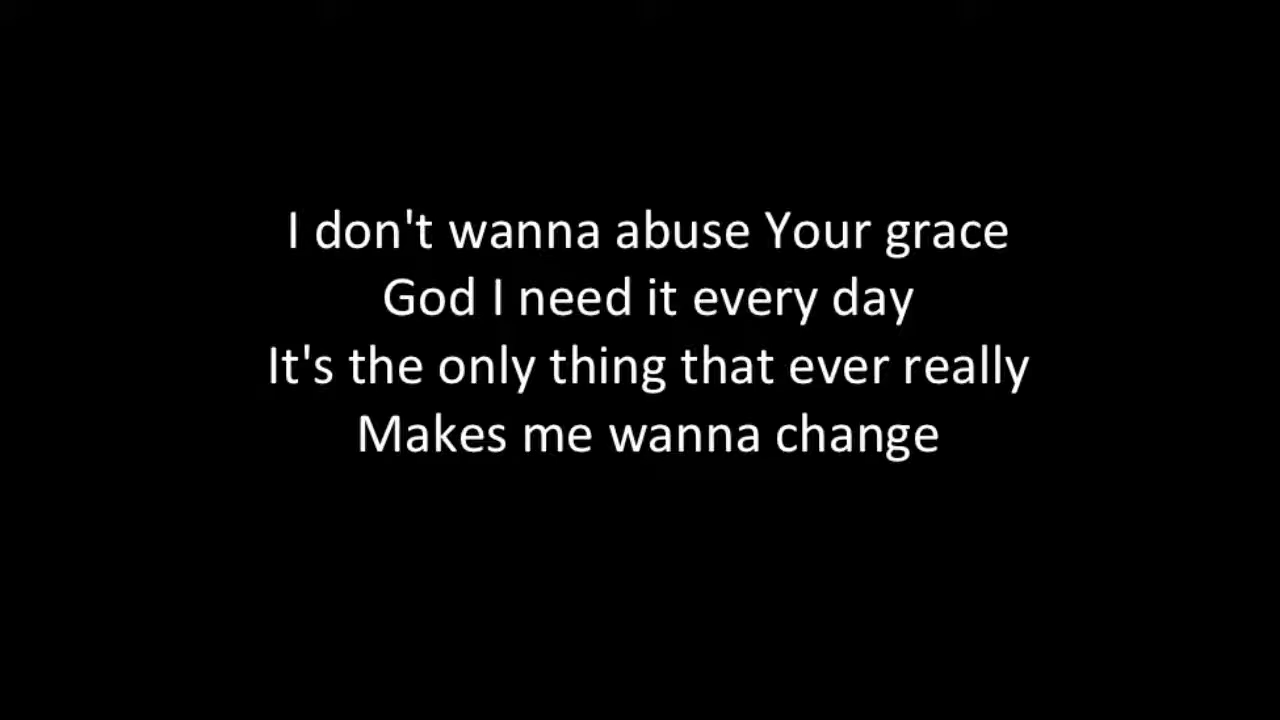 I don't wanna abuse Your grace
God I need it every day
It's the only thing that ever really
Makes me wanna change